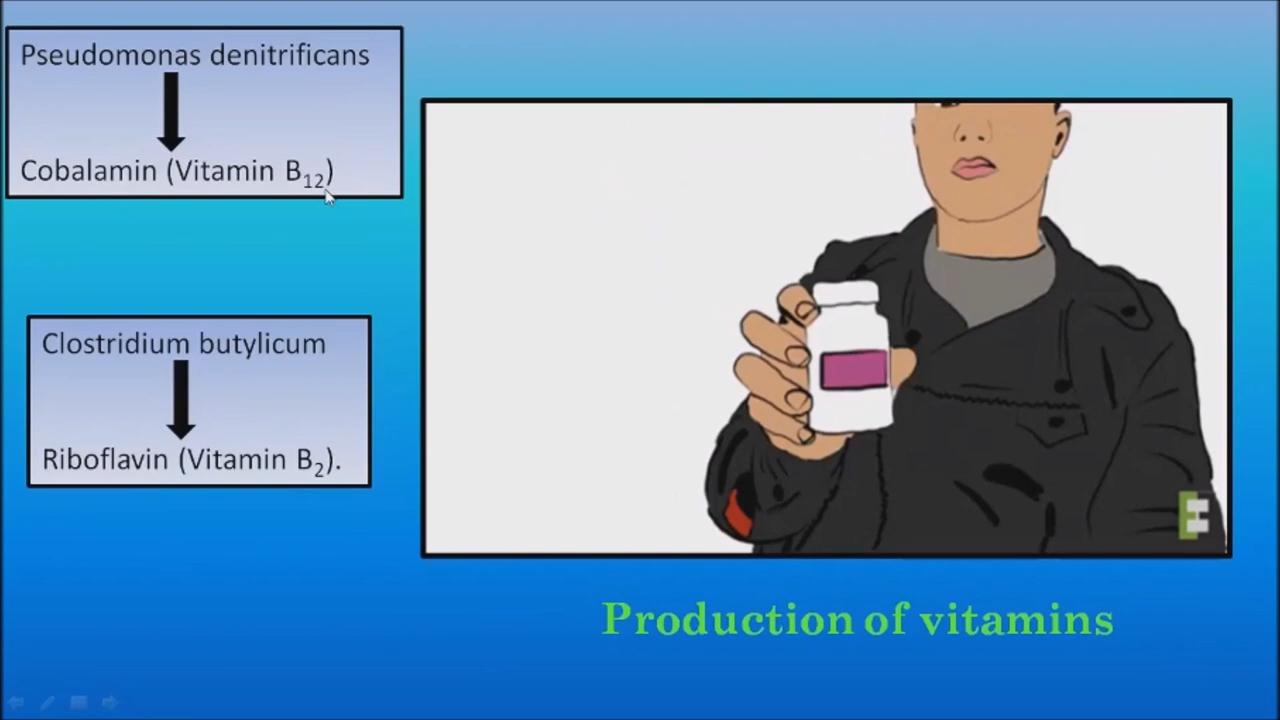 Pseudomonas denitrificans
Cobalamin (Vitamin B₁₂)
Clostridium butylicum
Riboflavin (Vitamin B₂).
Production of vitamins